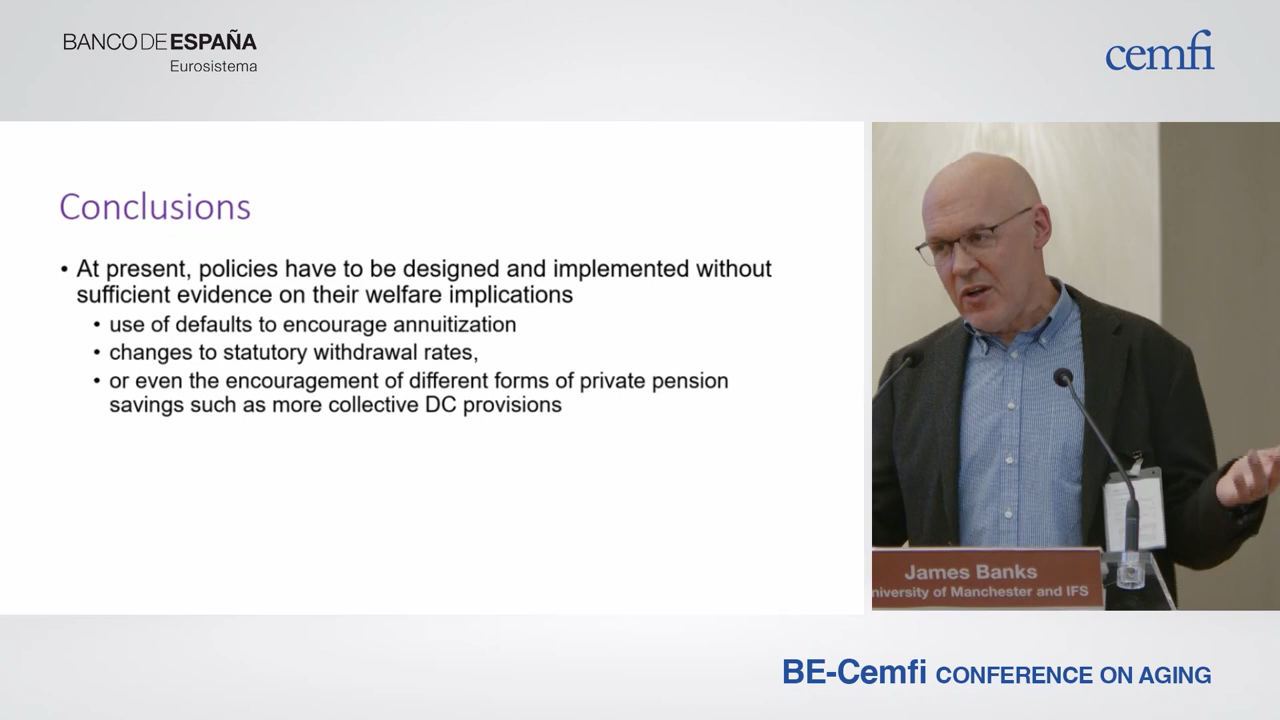 BANCO DE ESPAÑA
Eurosistema
cemfi
Conclusions
• At present, policies have to be designed and implemented without
sufficient evidence on their welfare implications
• use of defaults to encourage annuitization
• changes to statutory withdrawal rates,
• or even the encouragement of different forms of private pension
savings such as more collective DC provisions
James Banks
niversity of Manchester and IFS
BE-Cemfi CONFERENCE ON AGING